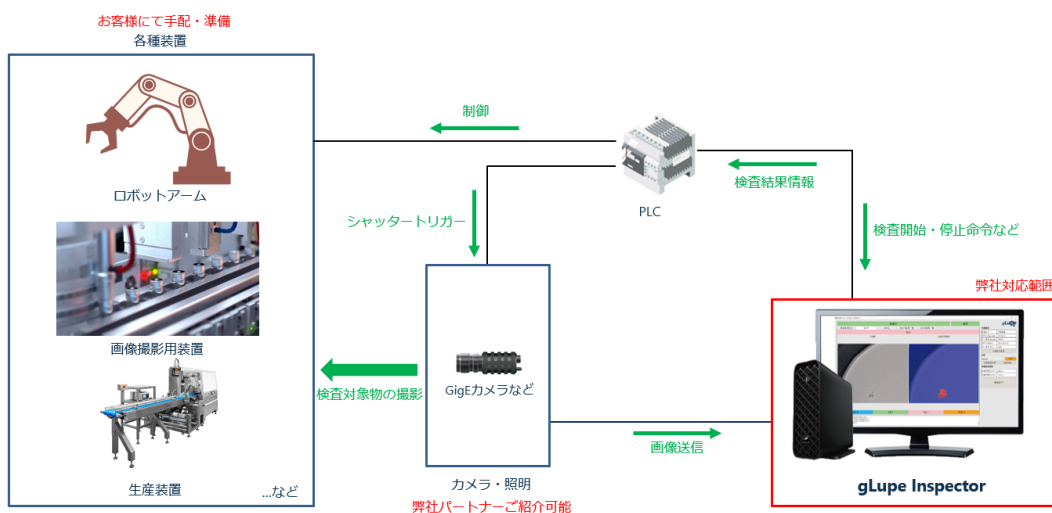 お客様にて手配・準備
各種装置
ロボットアーム
画像撮影用装置
生産装置
...など
制御
シャッタートリガー
PLC
検査結果情報
検査開始・停止命令など
検査対象物の撮影
GigEカメラなど
カメラ・照明
弊社パートナーご紹介可能
画像送信
弊社対応範囲
gLupe
gLupe Inspector